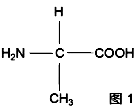 H
H₂N COOH
CH₃ 图1